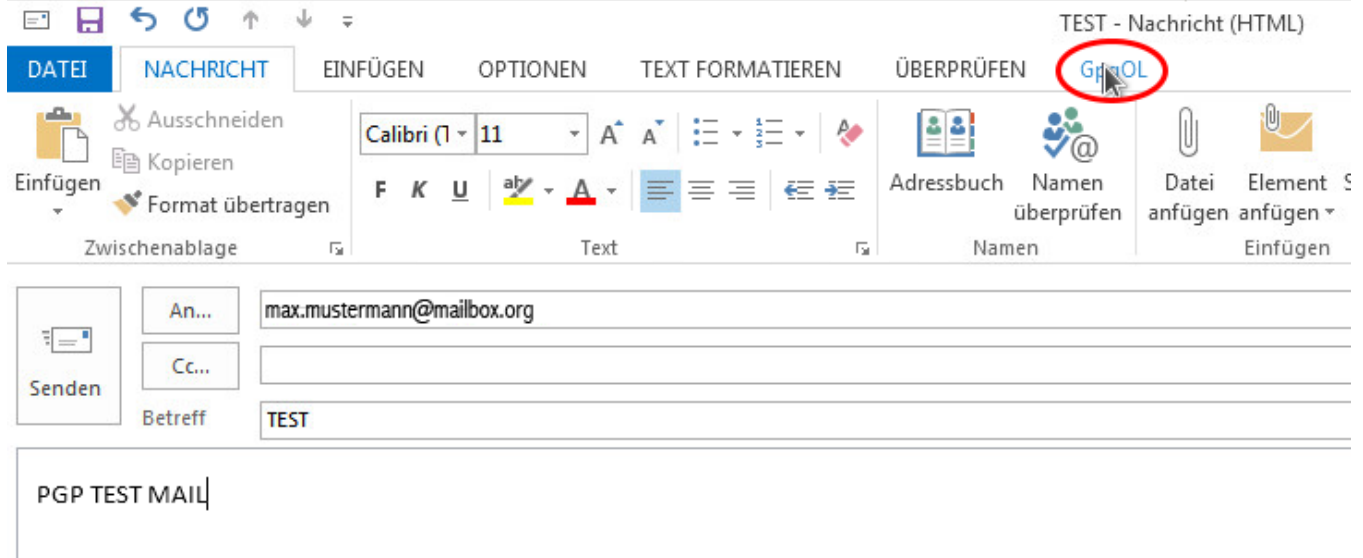 TEST - Nachricht (HTML)
DATEI NACHRICHT EINFÜGEN OPTIONEN TEXT FORMATIEREN ÜBERPRÜFEN GpgOL
Ausschneiden
Kopieren
Format übertragen
Einfügen
Zwischenablage
Calibri (T 11
F K U
Text
Adressbuch
Namen überprüfen
Namen
Datei anfügen
Element anfügen
Einfügen
Senden
An... max.mustermann@mailbox.org
Cc...
Betreff TEST
PGP TEST MAIL